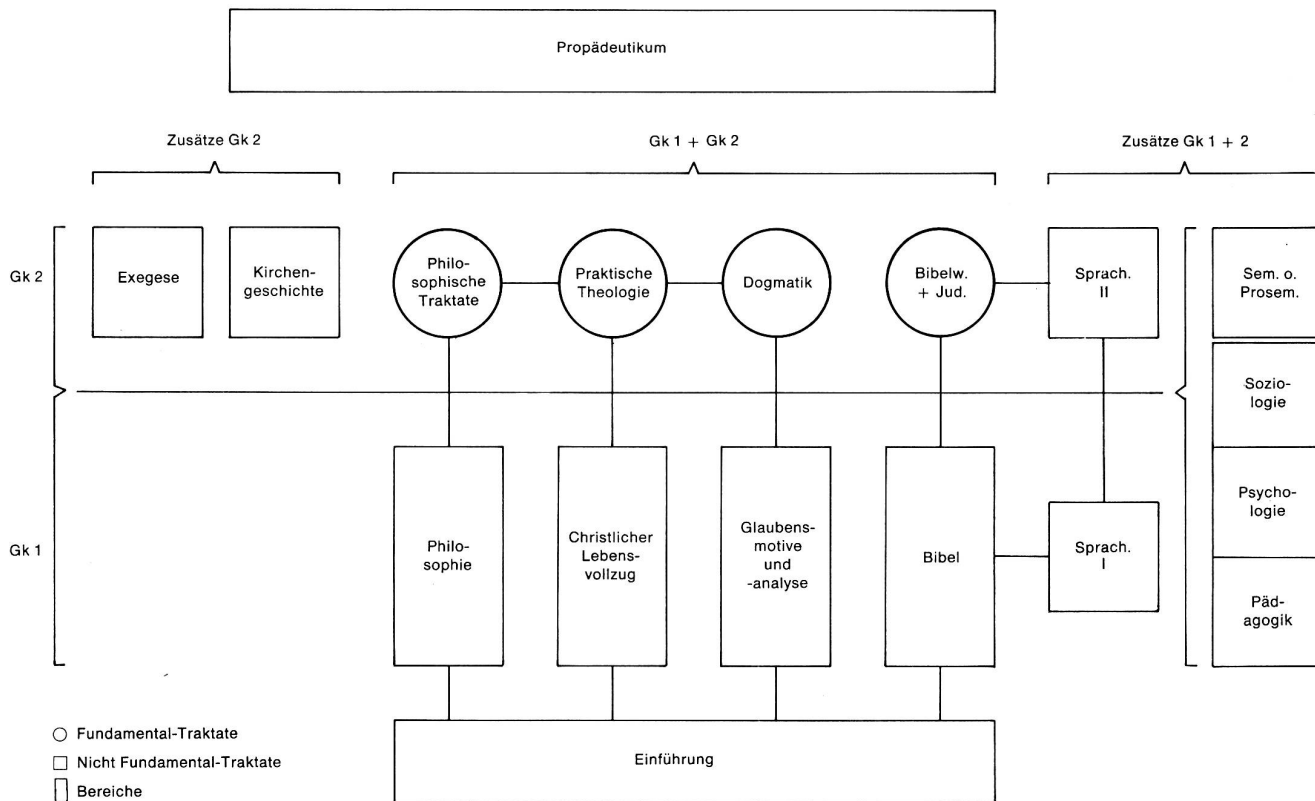 Propädeutikum
Zusätze Gk 2
Gk 1 + Gk 2
Zusätze Gk 1 + 2
Gk 2
Exegese
Kirchen-
geschichte
Philo-
sophische
Traktate
Praktische
Theologie
Dogmatik
Bibelw.
+ Jud.
Sprach.
II
Sem. o.
Prosem.
Sozio-
logie
Gk 1
Philo-
sophie
Christlicher
Lebens-
vollzug
Glaubens-
motive
und
-analyse
Bibel
Sprach.
I
Psycho-
logie
Päd-
agogik
Einführung
Fundamental-Traktate
Nicht Fundamental-Traktate
Bereiche